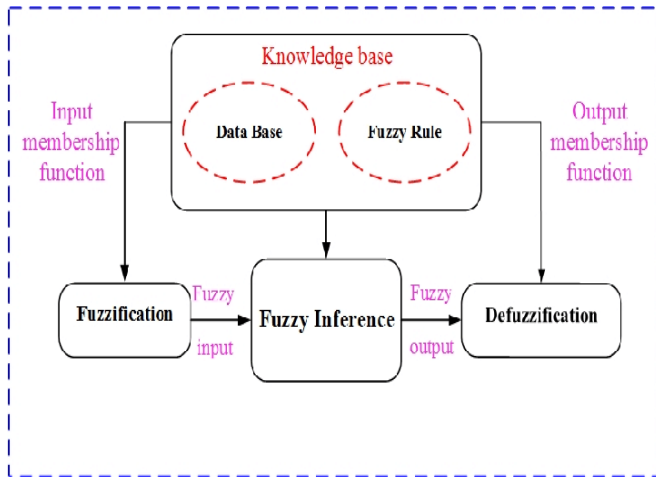 Knowledge base
Data Base
Fuzzy Rule
Input
membership
function
Output
membership
function
Fuzzification
Fuzzy
input
Fuzzy Inference
Fuzzy
output
Defuzzification